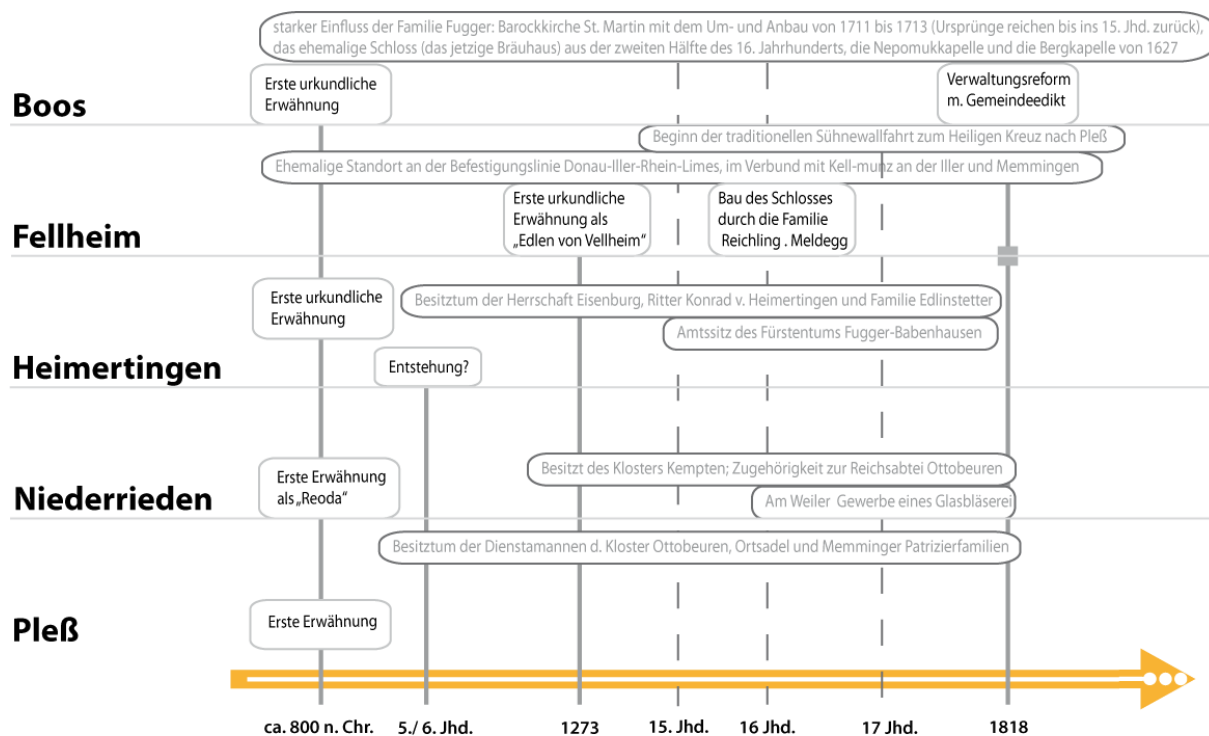 starker Einfluss der Familie Fugger: Barockkirche St. Martin mit dem Um- und Anbau von 1711 bis 1713 (Ursprünge reichen bis ins 15. Jhd. zurück),
das ehemalige Schloss (das jetzige Bräuhaus) aus der zweiten Hälfte des 16. Jahrhunderts, die Nepomukkapelle und die Bergkapelle von 1627
Boos
Erste urkundliche
Erwähnung
Verwaltungsreform
m. Gemeindeedikt
Beginn der traditionellen Sühnewallfahrt zum Heiligen Kreuz nach Pleß
Ehemalige Standort an der Befestigungslinie Donau-Iller-Rhein-Limes, im Verbund mit Kell-munz an der Iller und Memmingen
Fellheim
Erste urkundliche
Erwähnung als
„Edlen von Vellheim“
Bau des Schlosses
durch die Familie
Reichling . Meldegg
Erste urkundliche
Erwähnung
Besitztum der Herrschaft Eisenburg, Ritter Konrad v. Heimertingen und Familie Edlinstetter
Amtssitz des Fürstentums Fugger-Babenhausen
Heimertingen
Entstehung?
Niederrieden
Erste Erwähnung
als „Reoda“
Besitzt des Klosters Kempten; Zugehörigkeit zur Reichsabtei Ottobeuren
Am Weiler Gewerbe eines Glasbläserei
Besitztum der Dienstamannen d. Kloster Ottobeuren, Ortsadel und Memminger Patrizierfamilien
Pleß
Erste Erwähnung
ca. 800 n. Chr.
5./ 6. Jhd.
1273
15. Jhd.
16 Jhd.
17 Jhd.
1818